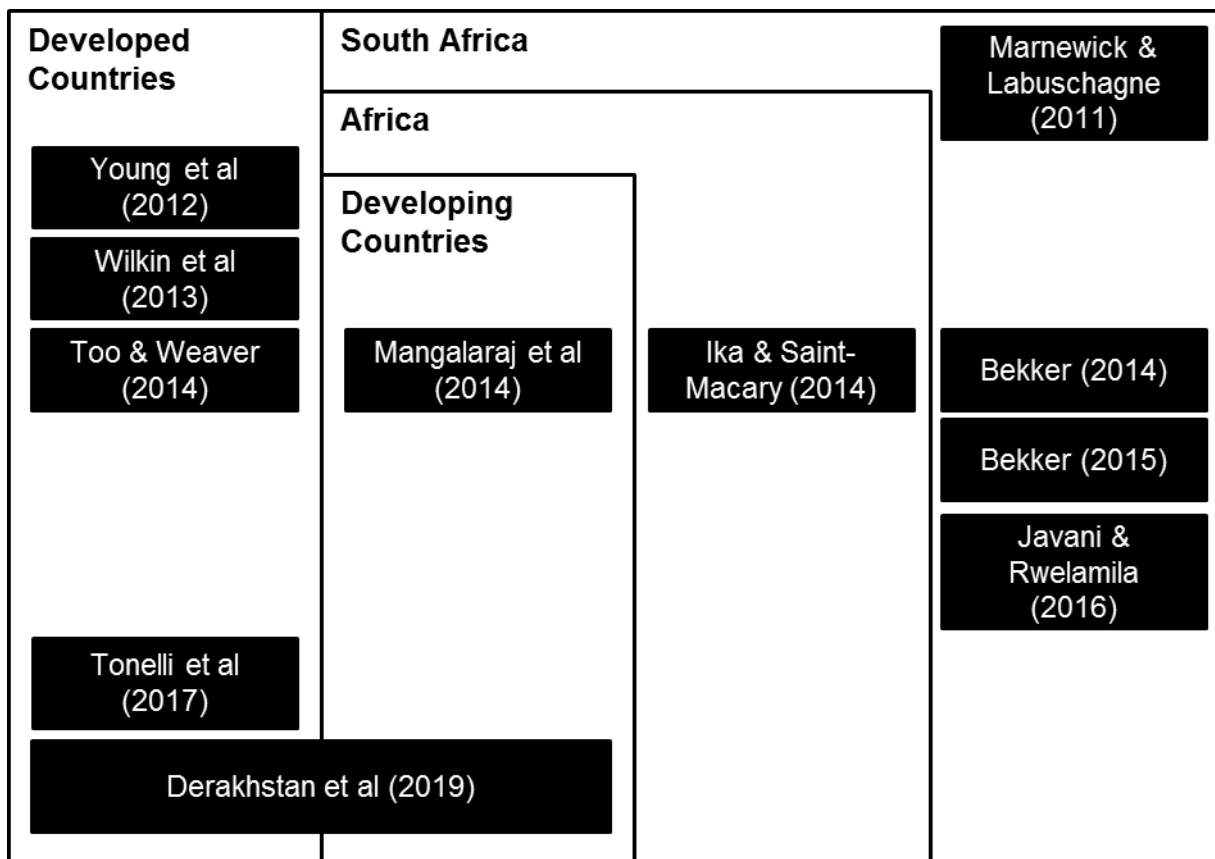 Developed
Countries
Young et al
(2012)
Wilkin et al
(2013)
Too & Weaver
(2014)
Tonelli et al
(2017)
Derakhstan et al (2019)
South Africa
Africa
Developing
Countries
Mangalaraj et al
(2014)
Ika & Saint-
Macary (2014)
Marnewick &
Labuschagne
(2011)
Bekker (2014)
Bekker (2015)
Javani &
Rwelamila
(2016)